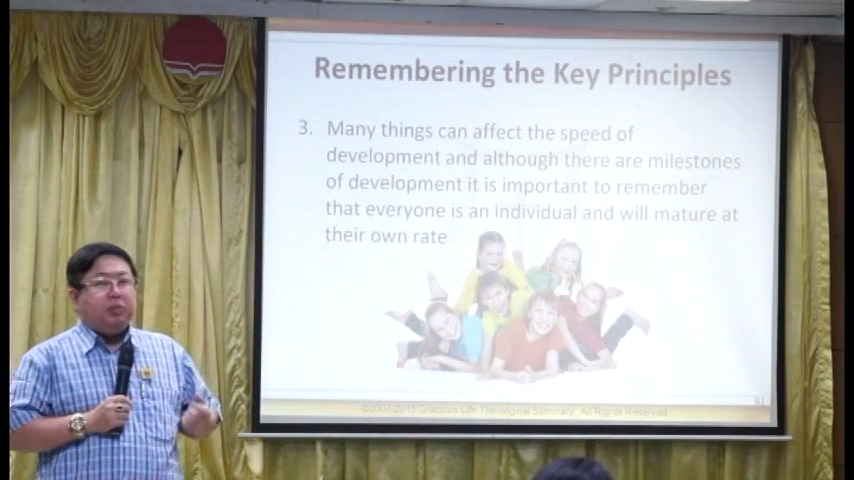 Remembering the Key Principles
3. Many things can affect the speed of
development and although there are milestones
of development it is important to remember
that everyone is an individual and will mature at
their own rate
©2007-2015 Gracious Life Theological Seminary. All Rights Reserved
91